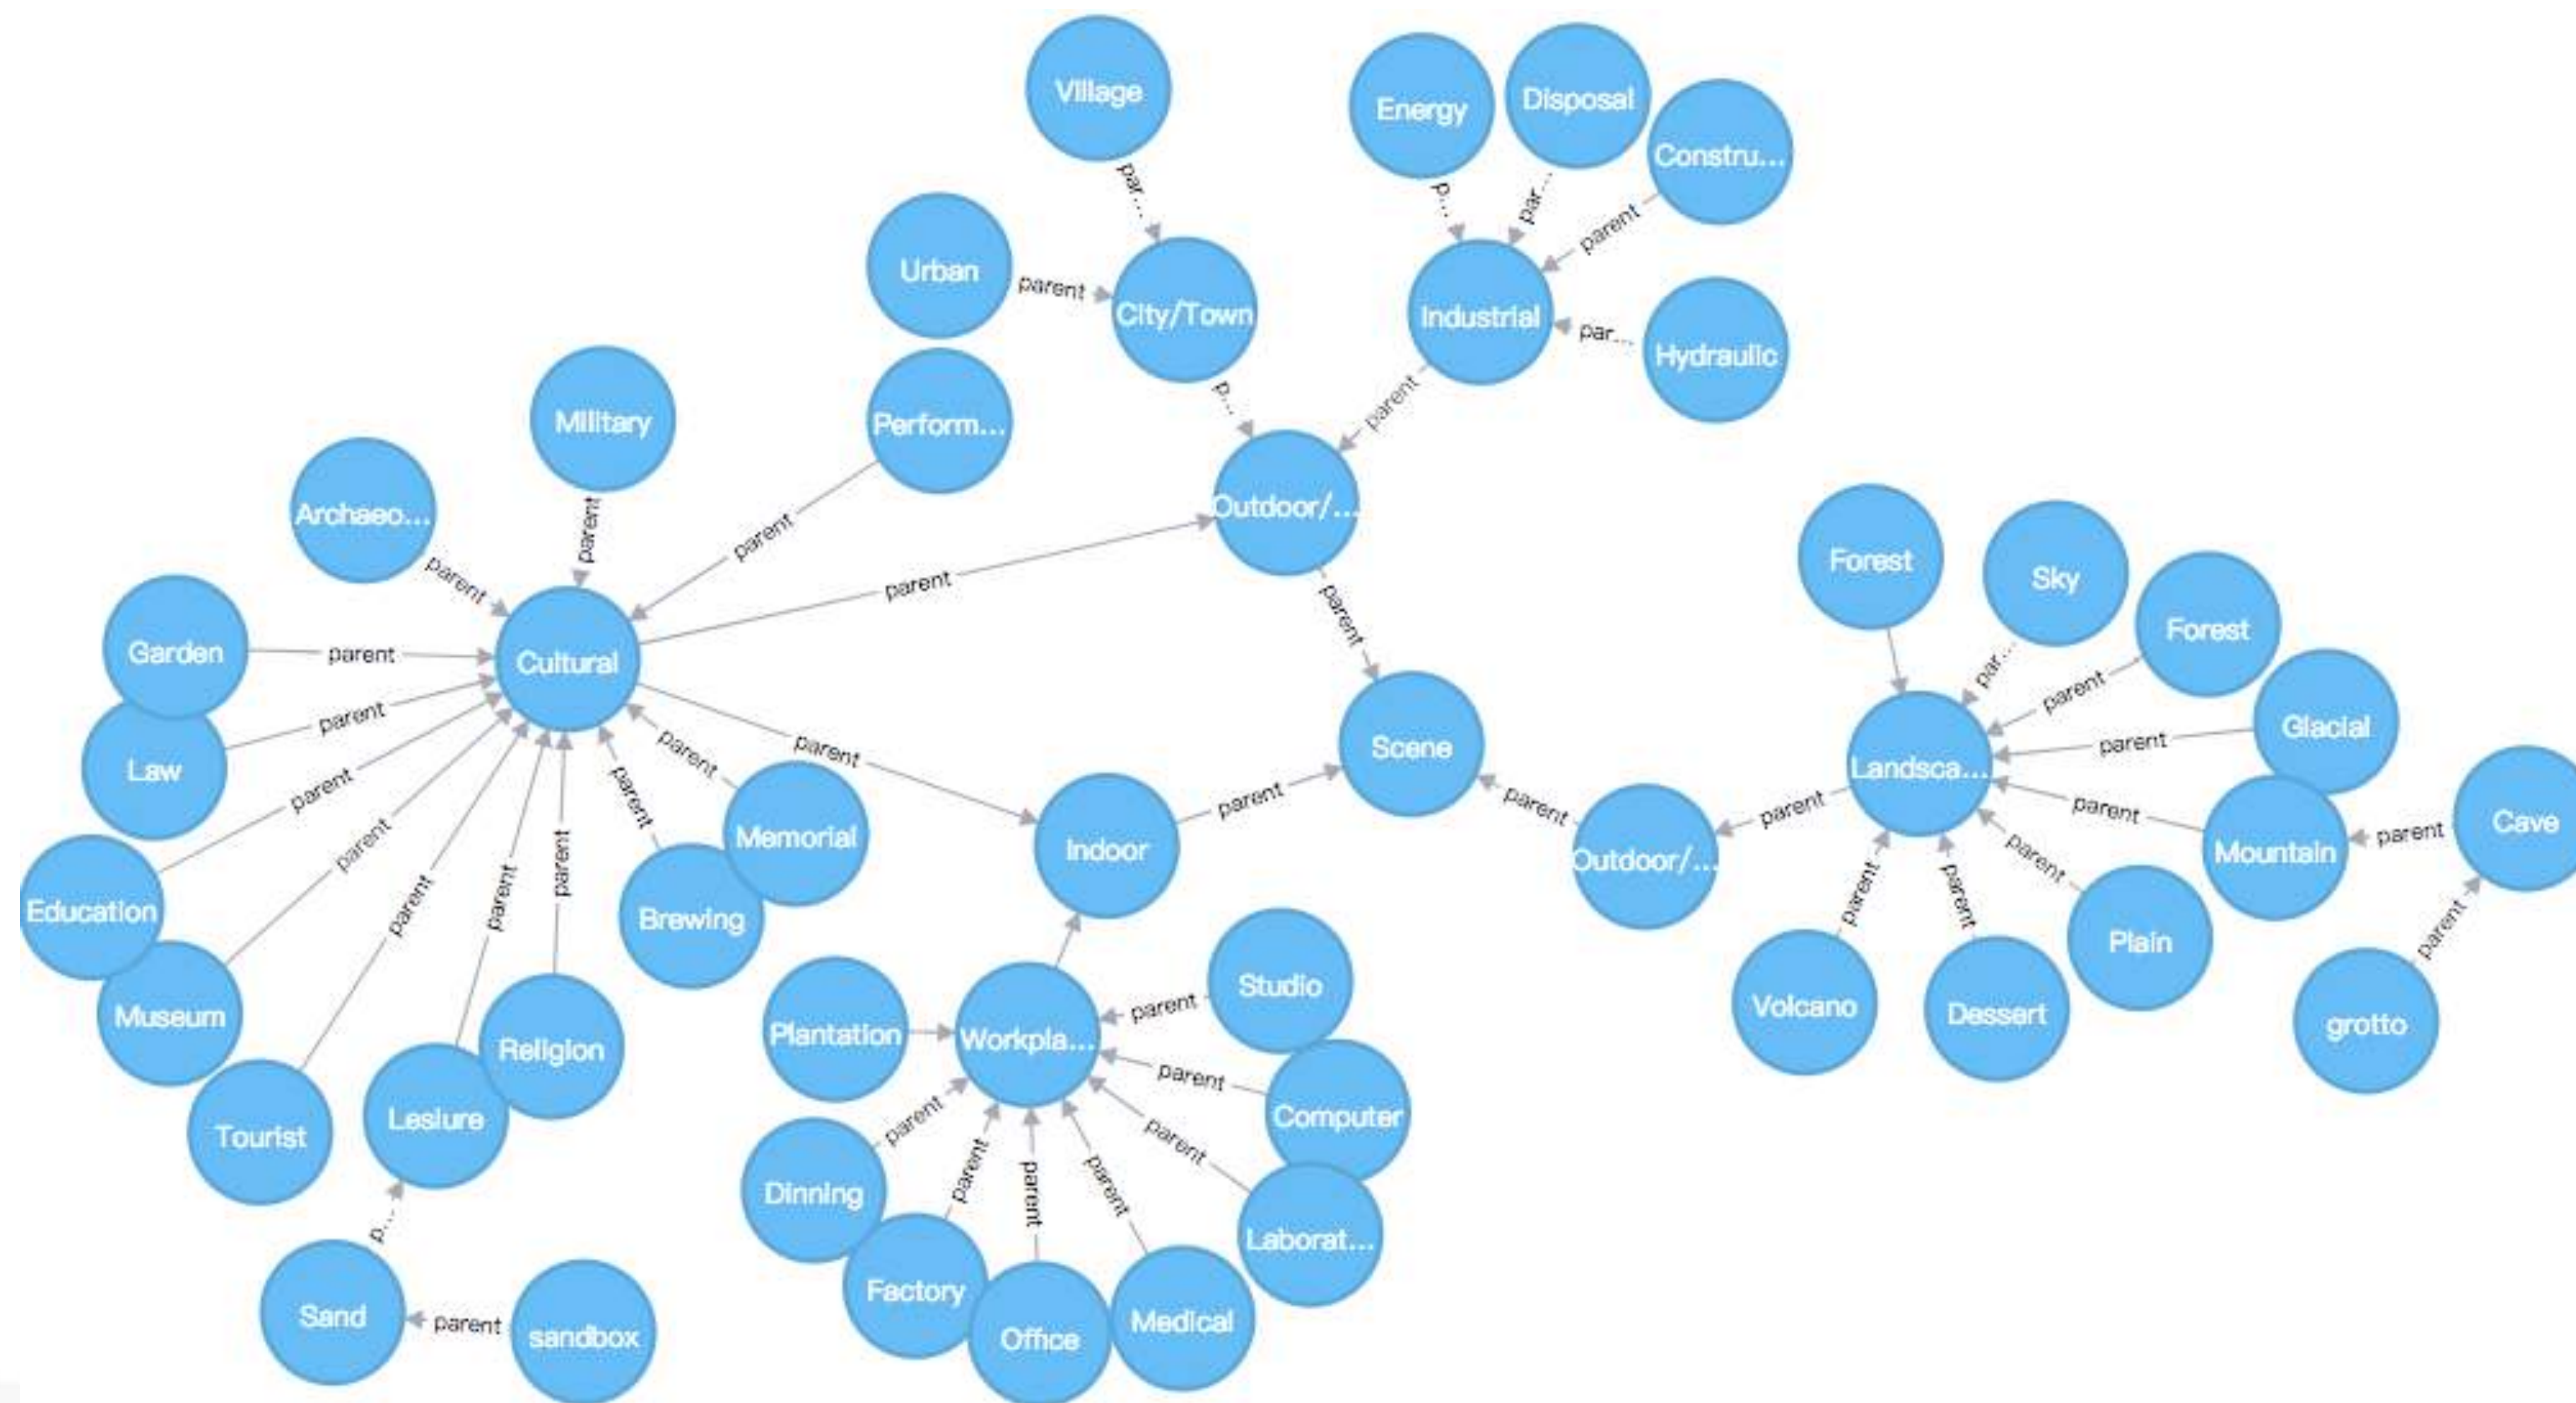 Village
Energy
Disposal
Constru...
par...
p...
par...
parent
Urban
parent
City/Town
Industrial
par...
Hydraulic
p...
parent
Military
Perform...
Archaeo...
Outdoor/...
parent
parent
parent
parent
parent
Forest
Sky
Forest
Garden
parent
Cultural
par...
parent
Law
parent
parent
parent
Scene
Glacial
parent
Landsca...
parent
parent
parent
parent
parent
parent
parent
Memorial
Indoor
Outdoor/...
parent
Mountain
parent
Cave
Education
parent
parent
parent
parent
Brewing
parent
parent
parent
Plain
parent
Museum
Studio
parent
Volcano
Dessert
grotto
Religion
Plantation
Workpla...
Tourist
Lesiure
parent
Computer
parent
parent
parent
parent
parent
Dinning
p...
Laborat...
Sand
parent
sandbox
Factory
Office
Medical